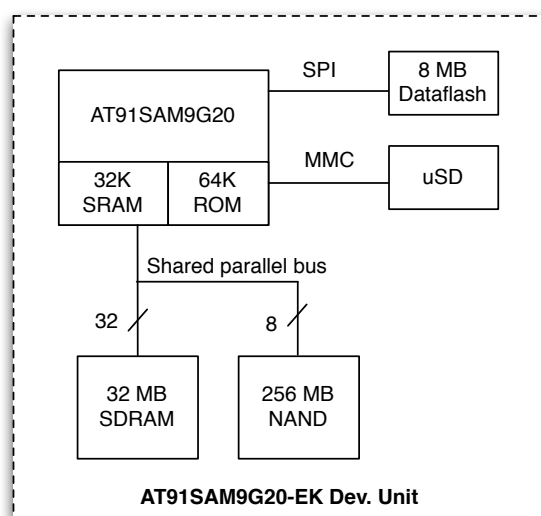 SPI
8 MB
Dataflash
AT91SAM9G20
MMC
uSD
32K
SRAM
64K
ROM
Shared parallel bus
32
8
32 MB
SDRAM
256 MB
NAND
AT91SAM9G20-EK Dev. Unit